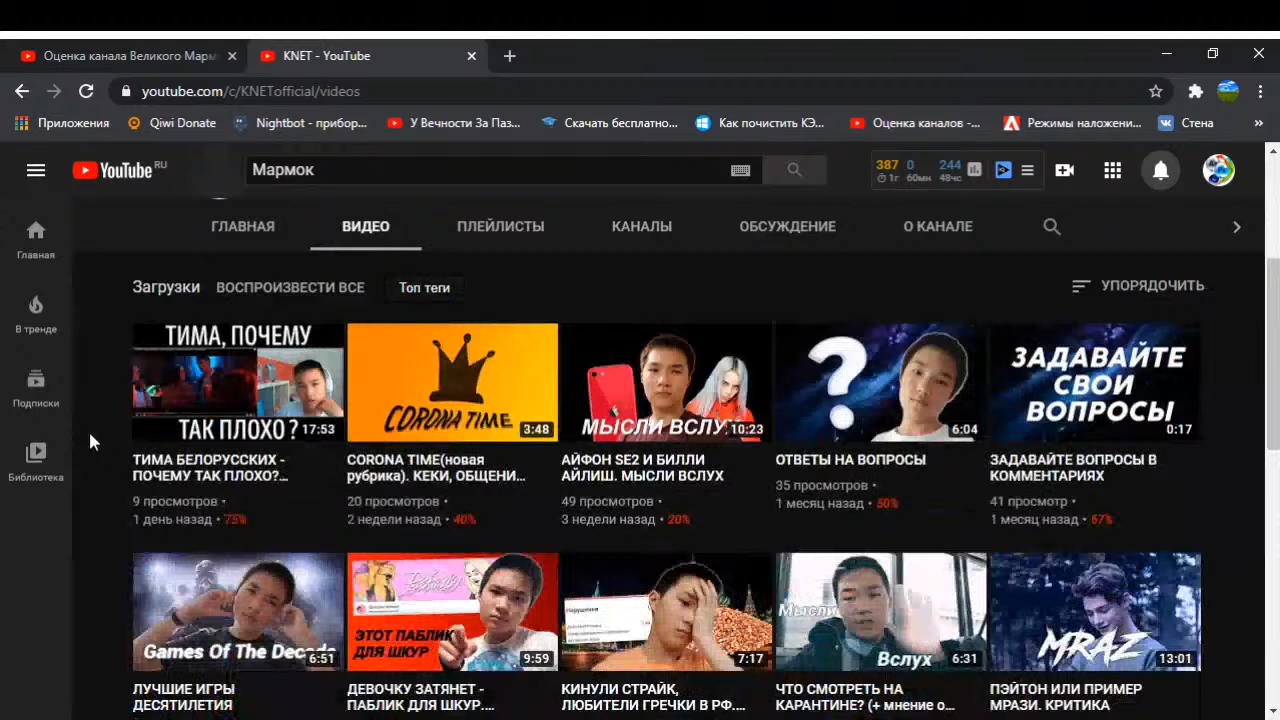 Оценка канала Великого Марм
KNET - YouTube
youtube.com/c/KNETofficial/videos
Приложения
Qiwi Donate
Nightbot - прибор...
У Вечности За Паз...
Скачать бесплатно...
Как почистить КЭ...
Оценка каналов -...
Режимы наложени...
Стена
YouTube RU
Мармок
387 0 244
1г 60мн 48чс
ГЛАВНАЯ ВИДЕО ПЛЕЙЛИСТЫ КАНАЛЫ ОБСУЖДЕНИЕ О КАНАЛЕ
Главная
В тренде
Подписки
Библиотека
Загрузки ВОСПРОИЗВЕСТИ ВСЕ Топ теги УПОРЯДОЧИТЬ
ТИМА, ПОЧЕМУ
ТАК ПЛОХО?
17:53
ТИМА БЕЛОРУССКИХ -
ПОЧЕМУ ТАК ПЛОХО?...
9 просмотров •
1 день назад • 75%
CORONA TIME
3:48
CORONA TIME(новая
рубрика). КЕКИ, ОБЩЕНИ...
20 просмотров •
2 недели назад • 40%
МЫСЛИ ВСЛУ
10:23
АЙФОН SE2 И БИЛЛИ
АЙЛИШ. МЫСЛИ ВСЛУХ
49 просмотров •
3 недели назад • 20%
?
6:04
ОТВЕТЫ НА ВОПРОСЫ
35 просмотров •
1 месяц назад • 50%
ЗАДАВАЙТЕ
СВОИ
ВОПРОСЫ
0:17
ЗАДАВАЙТЕ ВОПРОСЫ В
КОММЕНТАРИЯХ
41 просмотр •
1 месяц назад • 67%
Games Of The Decade
6:51
ЛУЧШИЕ ИГРЫ
ДЕСЯТИЛЕТИЯ
ЭТОТ ПАБЛИК
ДЛЯ ШКУР
9:59
ДЕВОЧКУ ЗАТЯНЕТ -
ПАБЛИК ДЛЯ ШКУР....
Нарушения
7:17
КИНУЛИ СТРАЙК,
ЛЮБИТЕЛИ ГРЕЧКИ В РФ....
Мысли
Вслух
6:31
ЧТО СМОТРЕТЬ НА
КАРАНТИНЕ? (+ мнение о...
MRAZ
13:01
ПЭЙТОН ИЛИ ПРИМЕР
МРАЗИ. КРИТИКА